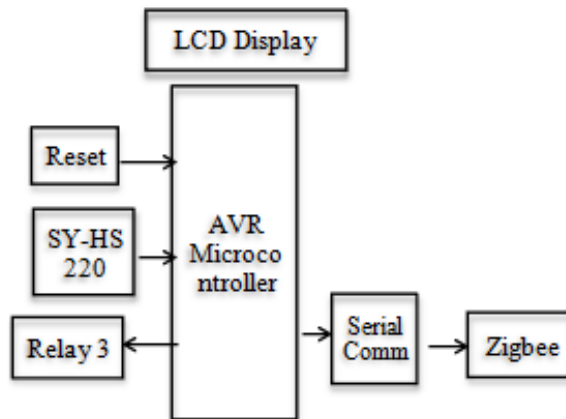 LCD Display
Reset
SY-HS
220
Relay 3
AVR
Microco
ntroller
Serial
Comm
Zigbee